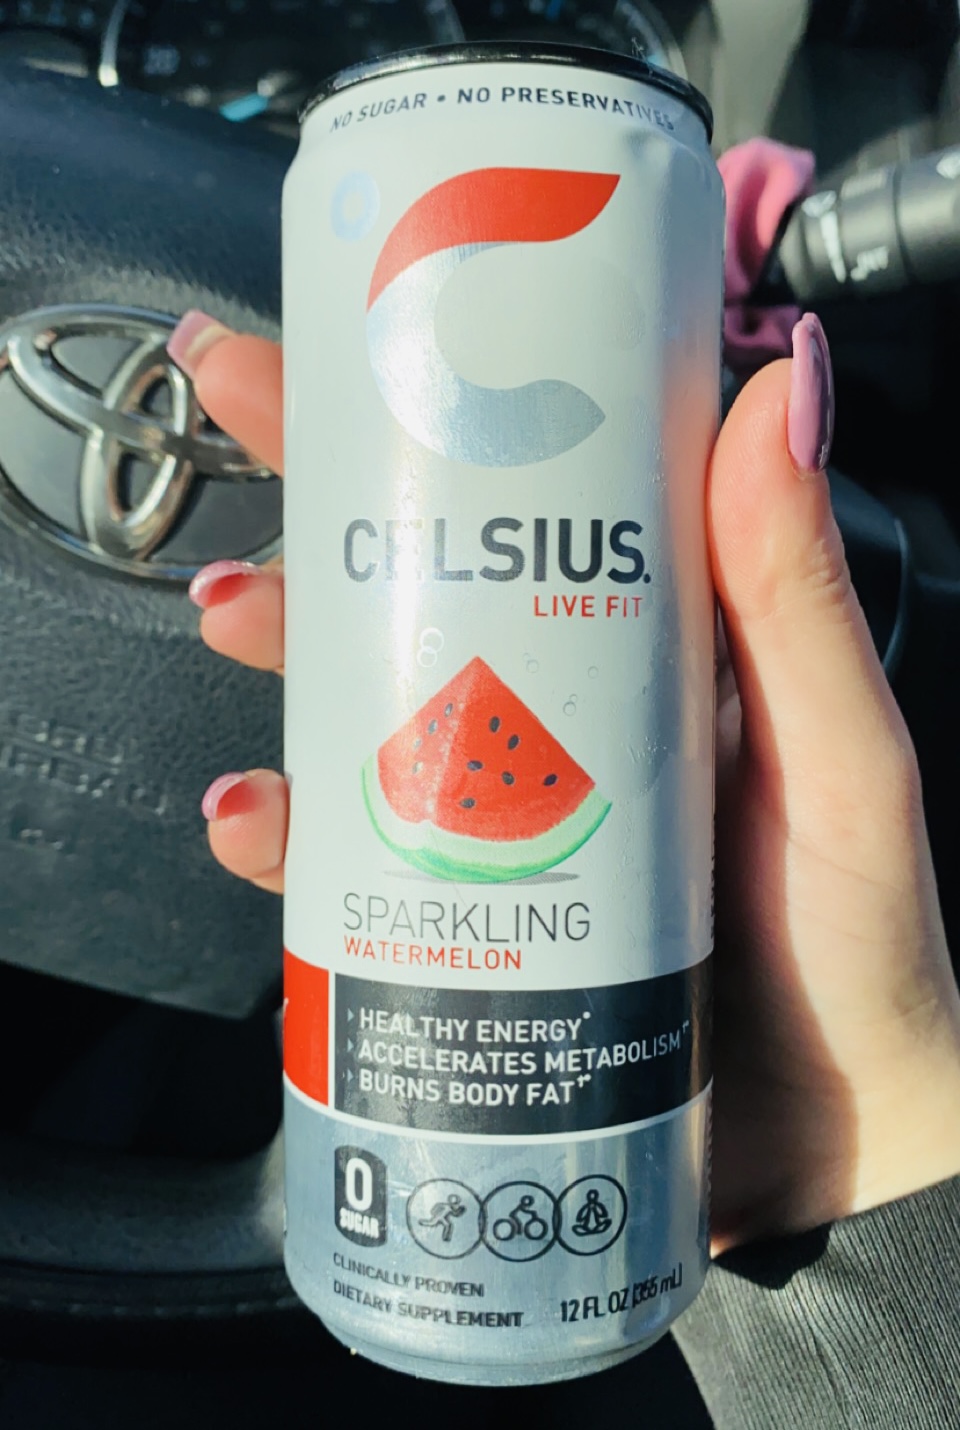 NO SUGAR • NO PRESERVATIVES
CELSIUS.
LIVE FIT
SPARKLING
WATERMELON
HEALTHY ENERGY*
ACCELERATES METABOLISM†*
BURNS BODY FAT†*
0
SUGAR
CLINICALLY PROVEN
DIETARY SUPPLEMENT
12 FL OZ (355 mL)